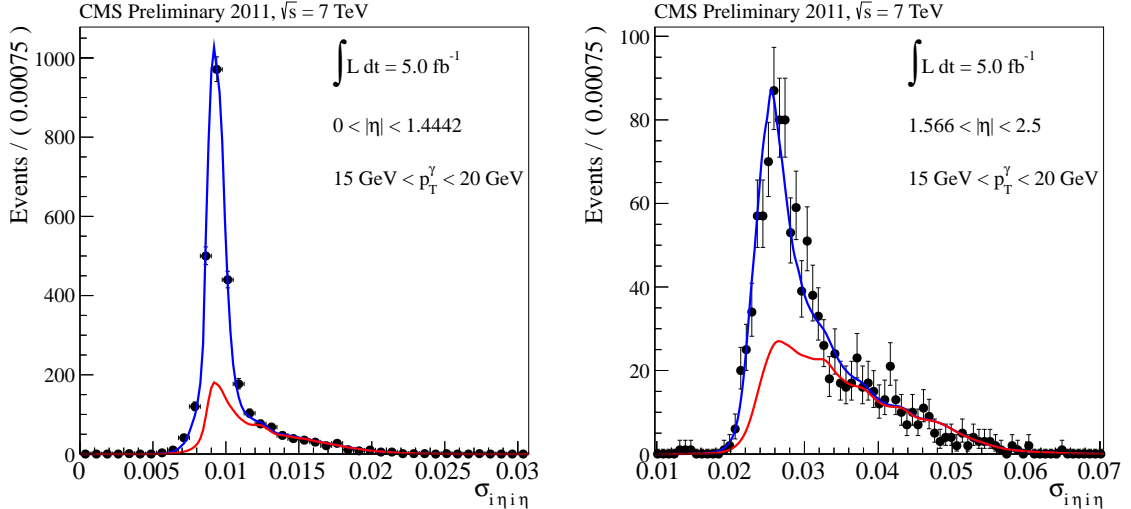 CMS Preliminary 2011, √s = 7 TeV
Events / ( 0.00075 )
1000
800
600
400
200
0
∫ L dt = 5.0 fb⁻¹
0 < |η| < 1.4442
15 GeV < p_T^γ < 20 GeV
0 0.005 0.01 0.015 0.02 0.025 0.03
σ_{iηiη}
CMS Preliminary 2011, √s = 7 TeV
Events / ( 0.00075 )
100
80
60
40
20
0
∫ L dt = 5.0 fb⁻¹
1.566 < |η| < 2.5
15 GeV < p_T^γ < 20 GeV
0.01 0.02 0.03 0.04 0.05 0.06 0.07
σ_{iηiη}